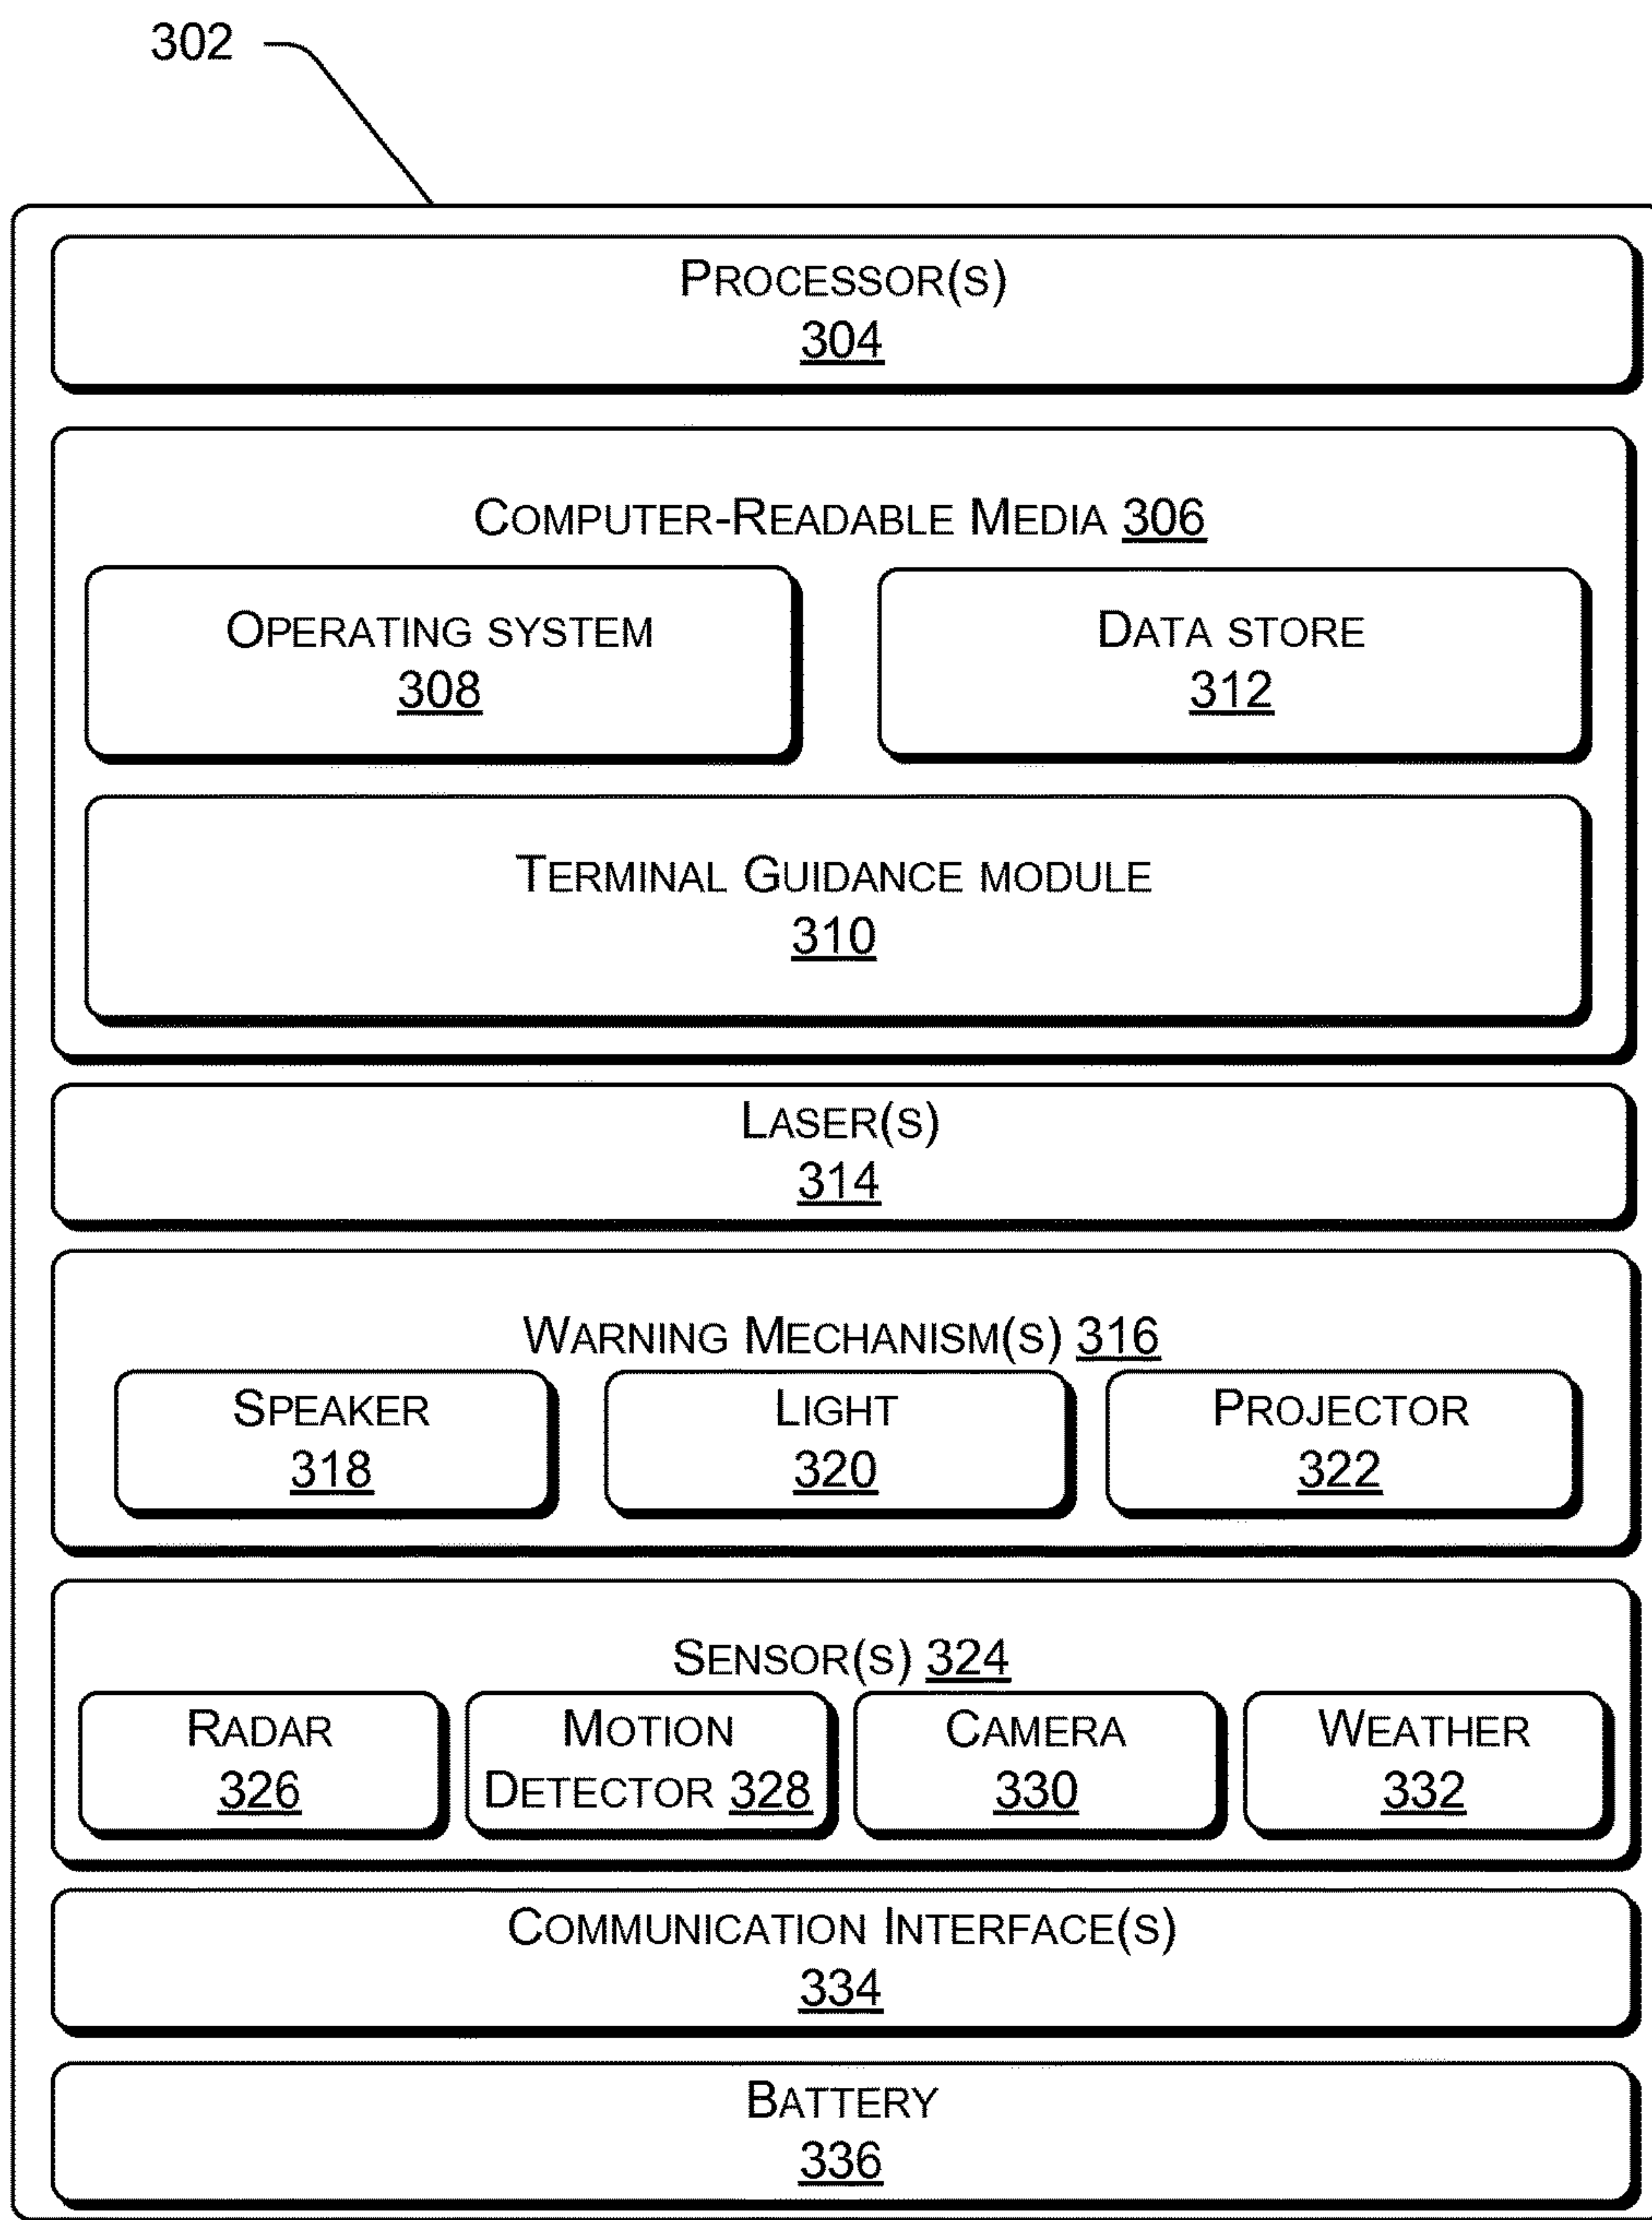 302
PROCESSOR(S)
304
COMPUTER-READABLE MEDIA 306
OPERATING SYSTEM
308
DATA STORE
312
TERMINAL GUIDANCE MODULE
310
LASER(S)
314
WARNING MECHANISM(S) 316
SPEAKER
318
LIGHT
320
PROJECTOR
322
SENSOR(S) 324
RADAR
326
MOTION
DETECTOR 328
CAMERA
330
WEATHER
332
COMMUNICATION INTERFACE(S)
334
BATTERY
336